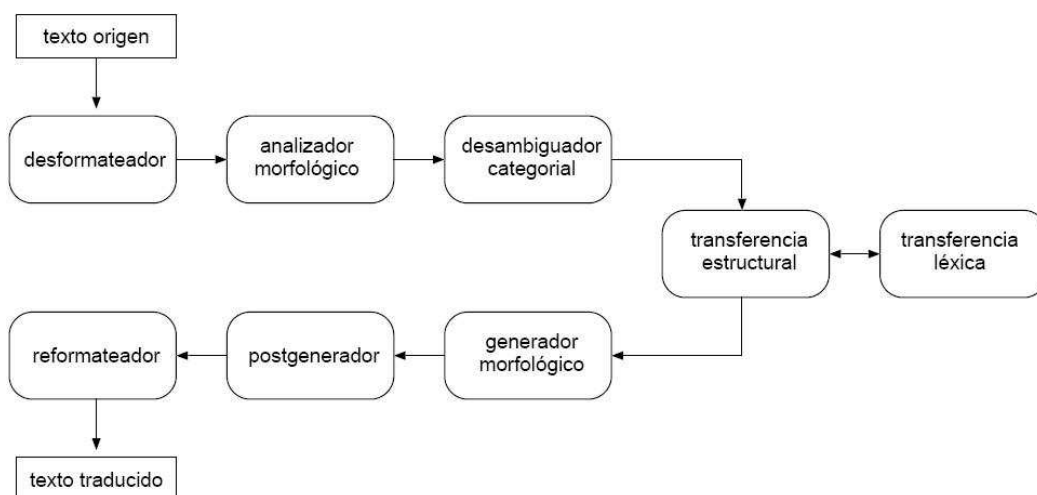 texto origen
desformateador
analizador
morfológico
desambiguador
categorial
transferencia
estructural
transferencia
léxica
generador
morfológico
postgenerador
reformateador
texto traducido